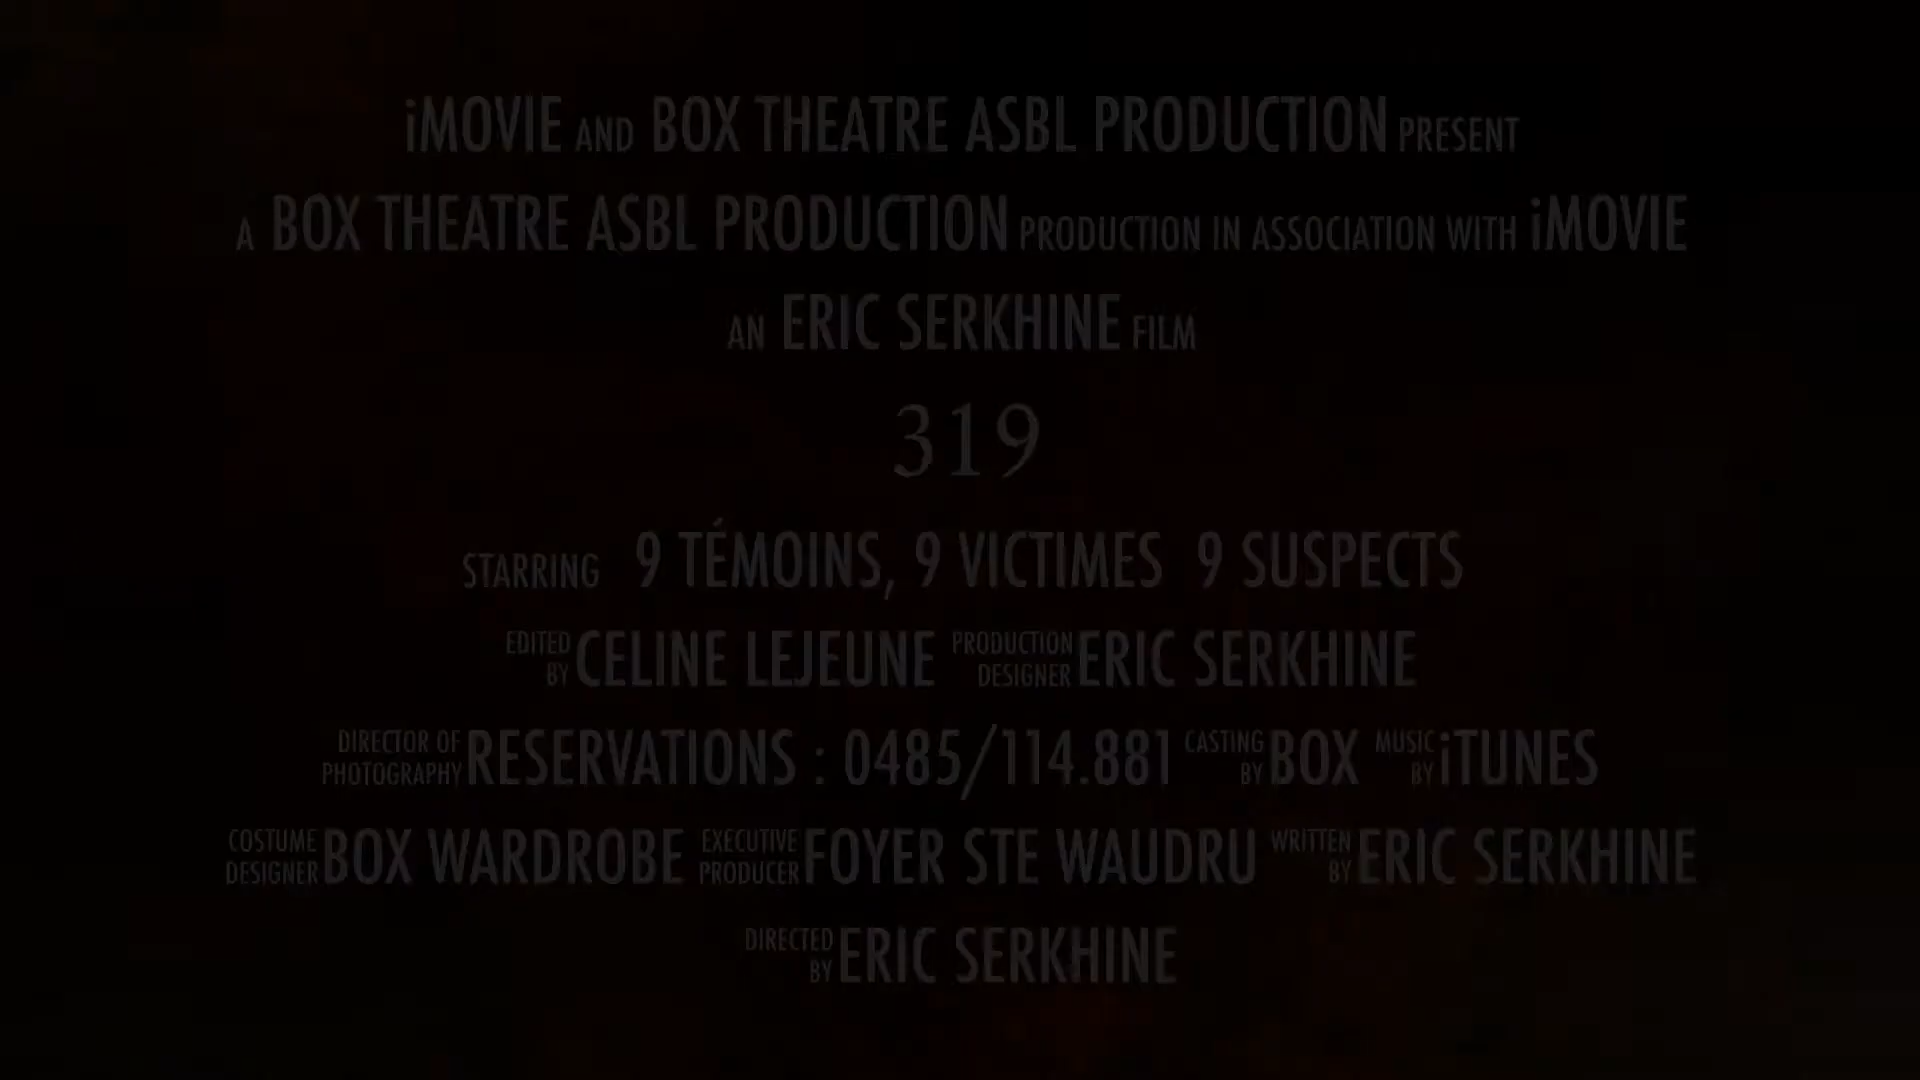 iMOVIE AND BOX THEATRE ASBL PRODUCTION PRESENT
A BOX THEATRE ASBL PRODUCTION PRODUCTION IN ASSOCIATION WITH iMOVIE
AN ERIC SERKHINE FILM
319
STARRING 9 TÉMOINS, 9 VICTIMES 9 SUSPECTS
EDITED BY CELINE LEJEUNE PRODUCTION DESIGNER ERIC SERKHINE
DIRECTOR OF PHOTOGRAPHY RESERVATIONS : 0485/114.881 CASTING BY BOX MUSIC BY iTUNES
COSTUME DESIGNER BOX WARDROBE EXECUTIVE PRODUCER FOYER STE WAUDRU WRITTEN BY ERIC SERKHINE
DIRECTED BY ERIC SERKHINE